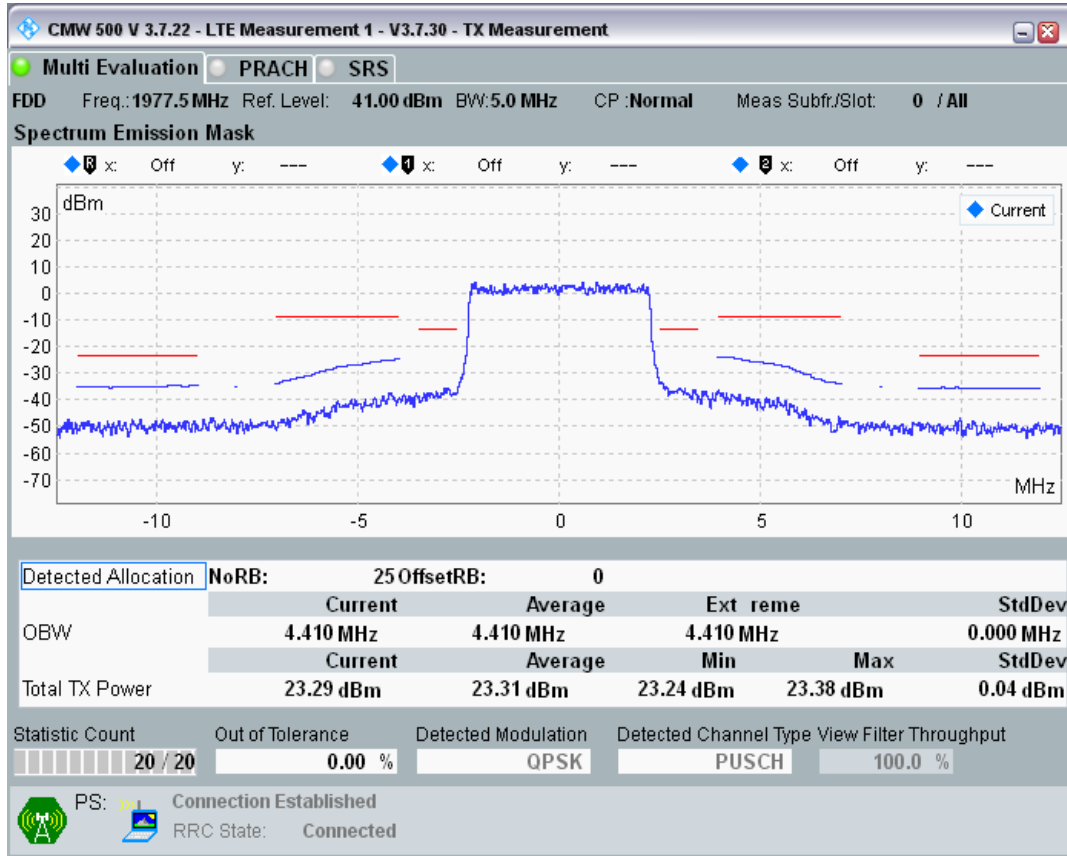 CMW 500 V 3.7.22 - LTE Measurement 1 - V3.7.30 - TX Measurement
Multi Evaluation PRACH SRS
FDD Freq.: 1977.5 MHz Ref. Level: 41.00 dBm BW: 5.0 MHz CP : Normal Meas Subfr./Slot: 0 / All
Spectrum Emission Mask
R x: Off y: --- 1 x: Off y: --- 2 x: Off y: ---
dBm
Current
30
20
10
0
-10
-20
-30
-40
-50
-60
-70
MHz
-10 -5 0 5 10
Detected Allocation NoRB: 25 OffsetRB: 0
Current Average Ext reme StdDev
OBW 4.410 MHz 4.410 MHz 4.410 MHz 0.000 MHz
Current Average Min Max StdDev
Total TX Power 23.29 dBm 23.31 dBm 23.24 dBm 23.38 dBm 0.04 dBm
Statistic Count Out of Tolerance Detected Modulation Detected Channel Type View Filter Throughput
20 / 20 0.00 % QPSK PUSCH 100.0 %
PS: Connection Established
RRC State: Connected